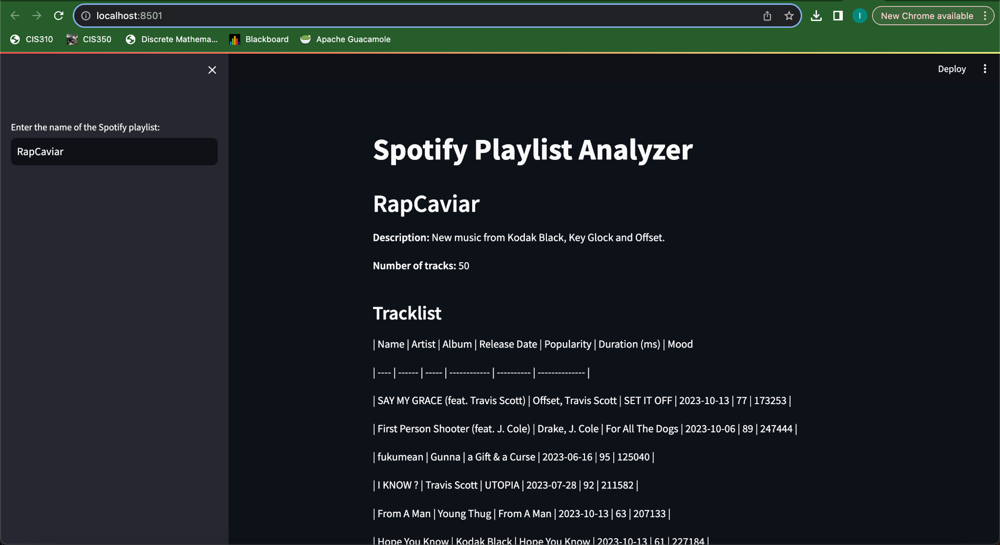 localhost:8501
I
New Chrome available
CIS310
CIS350
Discrete Mathema...
Blackboard
Apache Guacamole
Deploy
Enter the name of the Spotify playlist:
RapCaviar
Spotify Playlist Analyzer
RapCaviar
Description: New music from Kodak Black, Key Glock and Offset.
Number of tracks: 50
Tracklist
| Name | Artist | Album | Release Date | Popularity | Duration (ms) | Mood
| ---- | ------ | ----- | ------------ | ---------- | -------------- |
| SAY MY GRACE (feat. Travis Scott) | Offset, Travis Scott | SET IT OFF | 2023-10-13 | 77 | 173253 |
| First Person Shooter (feat. J. Cole) | Drake, J. Cole | For All The Dogs | 2023-10-06 | 89 | 247444 |
| fukumean | Gunna | a Gift & a Curse | 2023-06-16 | 95 | 125040 |
| I KNOW ? | Travis Scott | UTOPIA | 2023-07-28 | 92 | 211582 |
| From A Man | Young Thug | From A Man | 2023-10-13 | 63 | 207133 |
| Hope You Know | Kodak Black | Hope You Know | 2023-10-13 | 61 | 227184 |